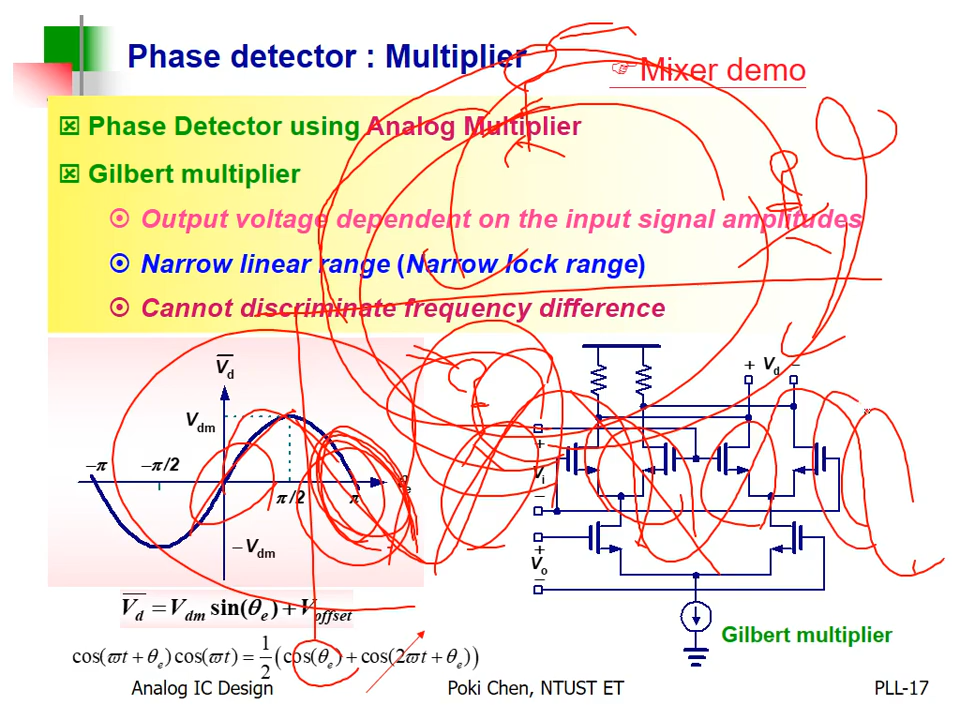 Phase detector : Multiplier
☞Mixer demo
Phase Detector using Analog Multiplier
Gilbert multiplier
Output voltage dependent on the input signal amplitudes
Narrow linear range (Narrow lock range)
Cannot discriminate frequency difference
V̅d
Vdm
−π
−π/2
π/2
π
θe
−Vdm
+ Vd −
+
Vi
−
+
Vo
−
V̅d = Vdm sin(θe) + Voffset
Gilbert multiplier
cos(ϖt + θe)cos(ϖt) = 1/2 (cos(θe) + cos(2ϖt + θe))
Analog IC Design
Poki Chen, NTUST ET
PLL-17